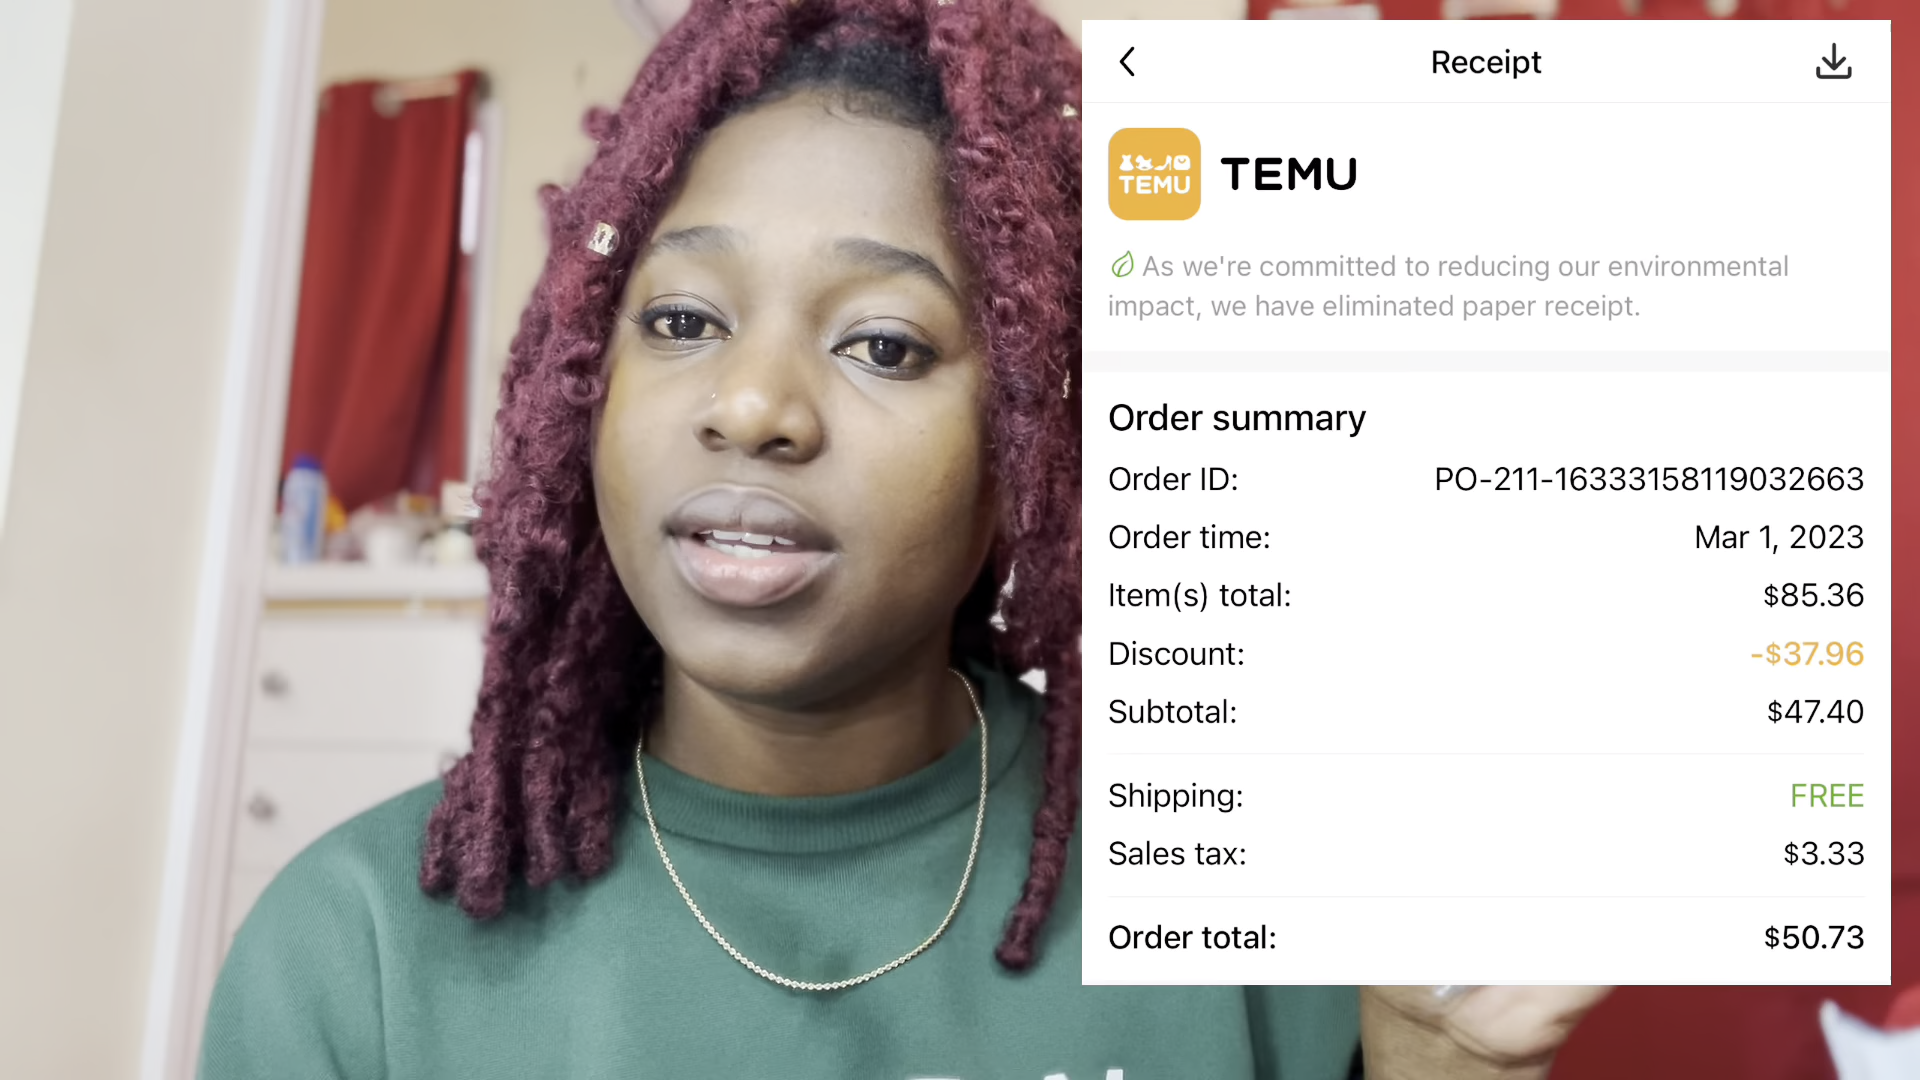 Receipt
TEMU
TEMU
As we're committed to reducing our environmental
impact, we have eliminated paper receipt.
Order summary
Order ID: PO-211-16333158119032663
Order time: Mar 1, 2023
Item(s) total: $85.36
Discount: -$37.96
Subtotal: $47.40
Shipping: FREE
Sales tax: $3.33
Order total: $50.73